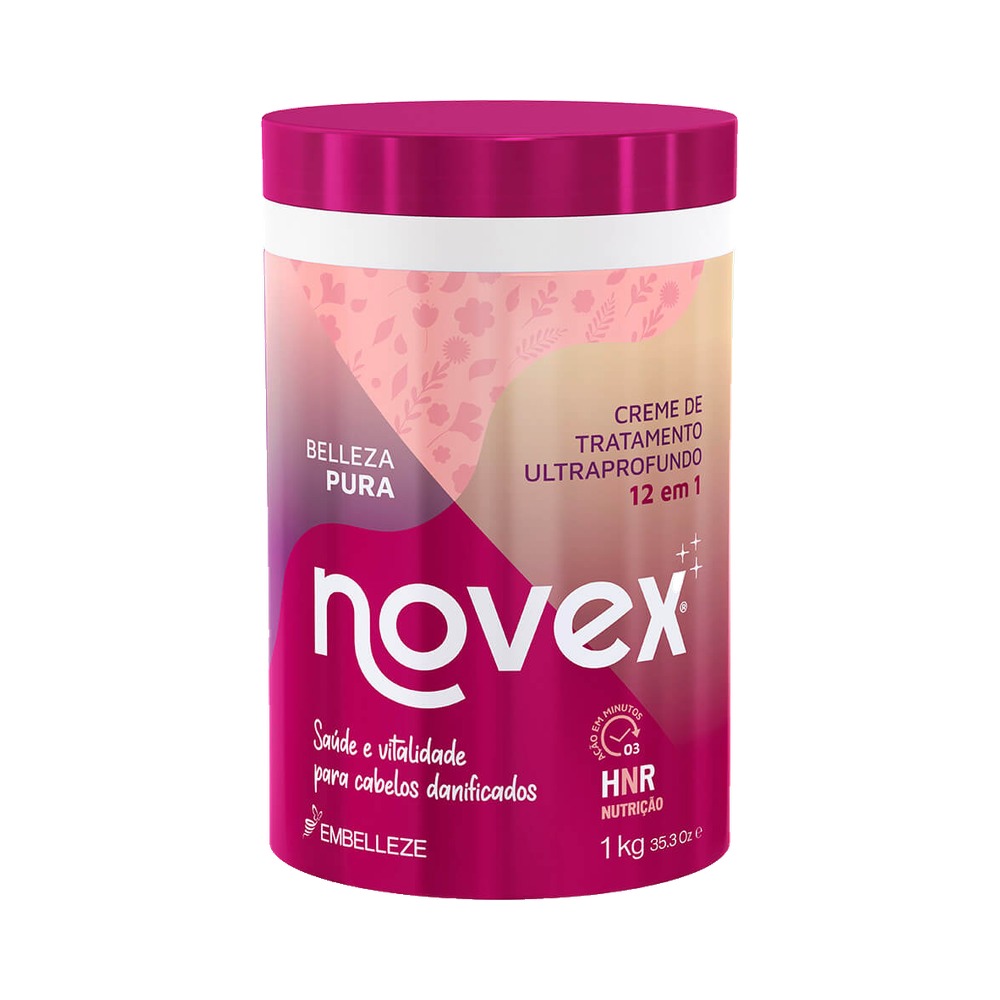 BELLEZA
PURA
CREME DE
TRATAMENTO
ULTRAPROFUNDO
12 em 1
novex®
Saúde e vitalidade
para cabelos danificados
EMBELLEZE
AÇÃO EM MINUTOS
03
HNR
NUTRIÇÃO
1 kg 35.3 Oz e